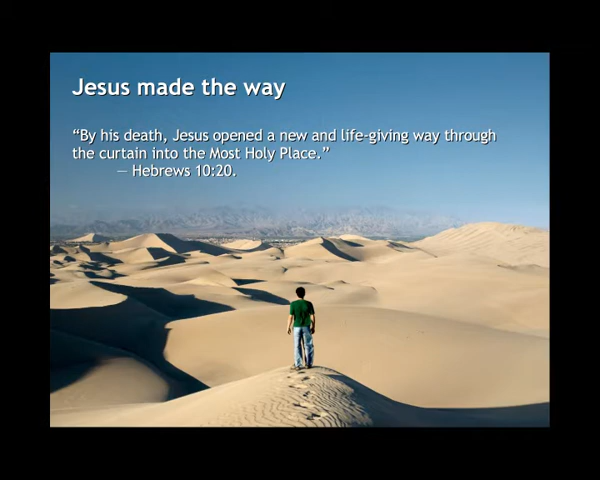 Jesus made the way
“By his death, Jesus opened a new and life-giving way through
the curtain into the Most Holy Place.”
— Hebrews 10:20.